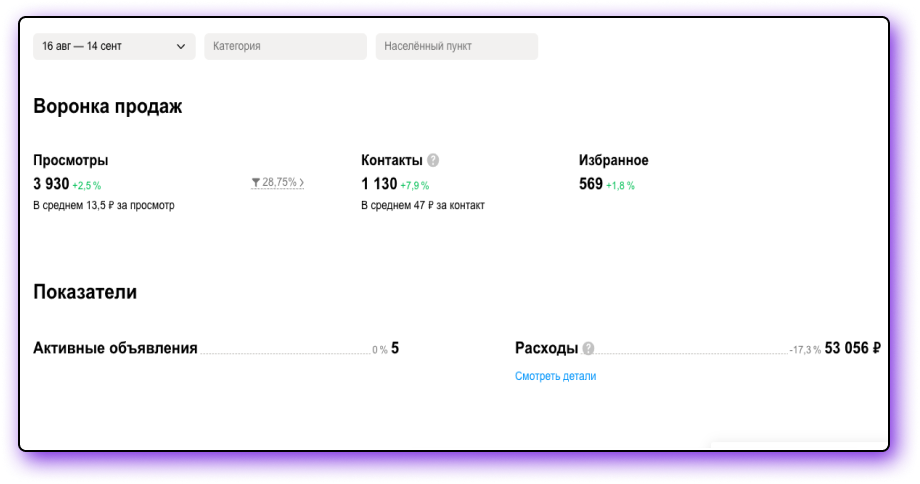 16 авг — 14 сент
Категория
Населённый пункт
Воронка продаж
Просмотры
Контакты ?
Избранное
3 930 +2,5 %
28,75% >
1 130 +7,9 %
569 +1,8 %
В среднем 13,5 ₽ за просмотр
В среднем 47 ₽ за контакт
Показатели
Активные объявления 0 % 5
Расходы ? -17,3 % 53 056 ₽
Смотреть детали